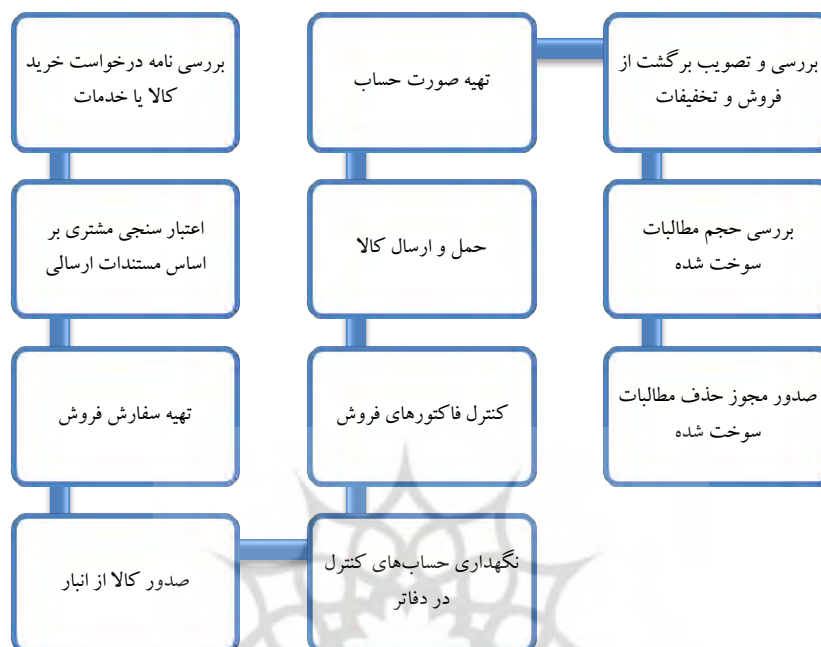 بررسی نامه درخواست خرید
کالا یا خدمات
اعتبار سنجی مشتری بر
اساس مستندات ارسالی
تهیه سفارش فروش
صدور کالا از انبار
نگهداری حساب‌های کنترل
در دفاتر
کنترل فاکتورهای فروش
حمل و ارسال کالا
تهیه صورت حساب
بررسی و تصویب برگشت از
فروش و تخفیفات
بررسی حجم مطالبات
سوخت شده
صدور مجوز حذف مطالبات
سوخت شده